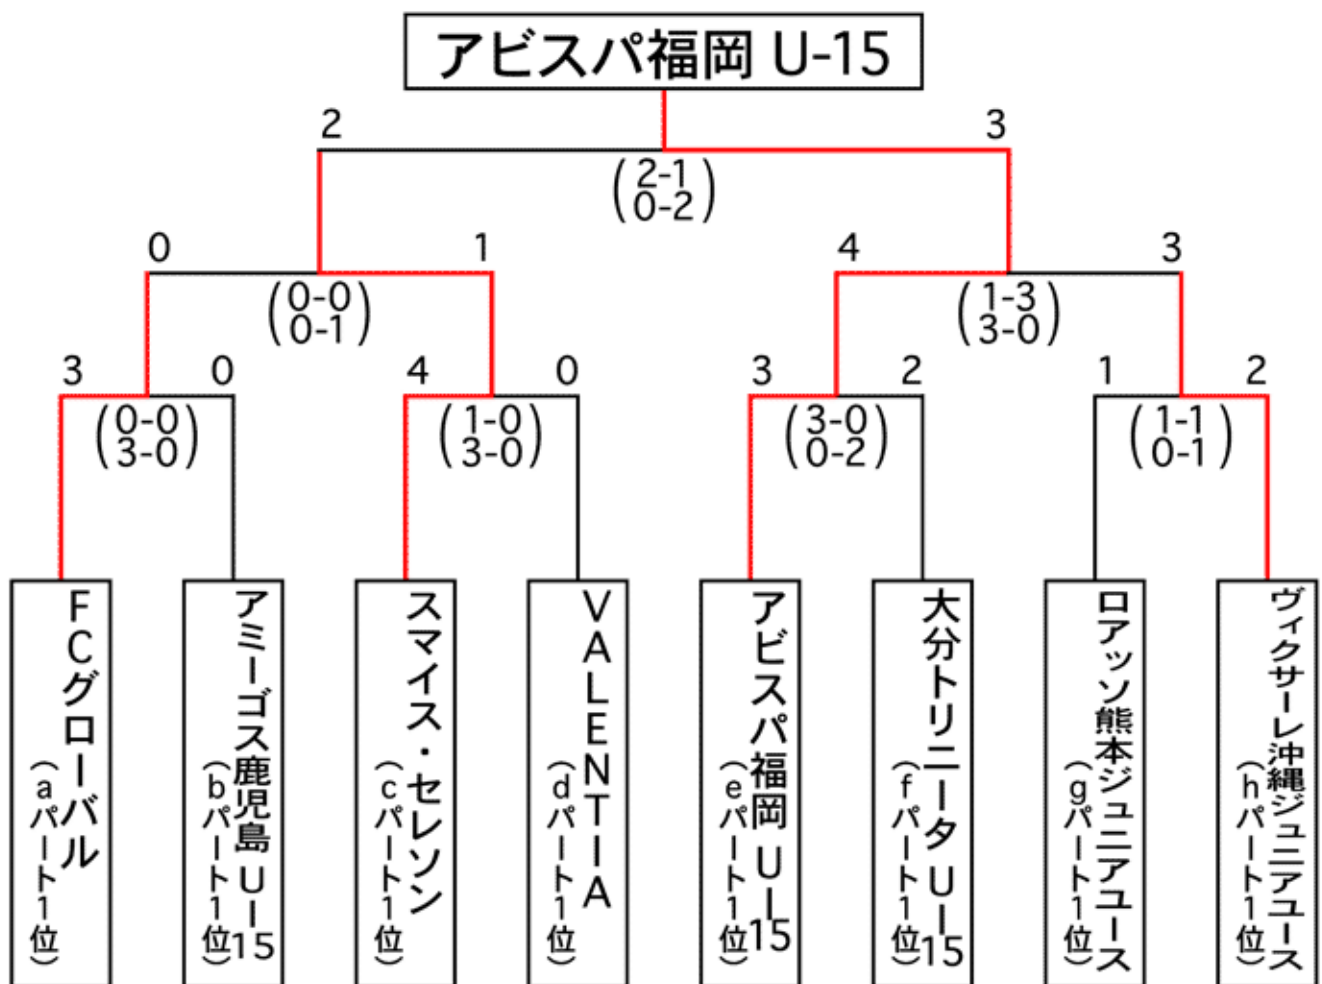 アビスパ福岡 U-15
2 3
(2-1
0-2)
0 1 4 3
(0-0
0-1)
(1-3
3-0)
3 0 4 0 3 2 1 2
(0-0
3-0)
(1-0
3-0)
(3-0
0-2)
(1-1
0-1)
FCグローバル
(aパート1位)
アミーゴス鹿児島 U-15
(bパート1位)
スマイス・セレソン
(cパート1位)
VALENTIA
(dパート1位)
アビスパ福岡 U-15
(eパート1位)
大分トリニータ U-15
(fパート1位)
ロアッソ熊本ジュニアユース
(gパート1位)
ヴィクサーレ沖縄ジュニアユース
(hパート1位)